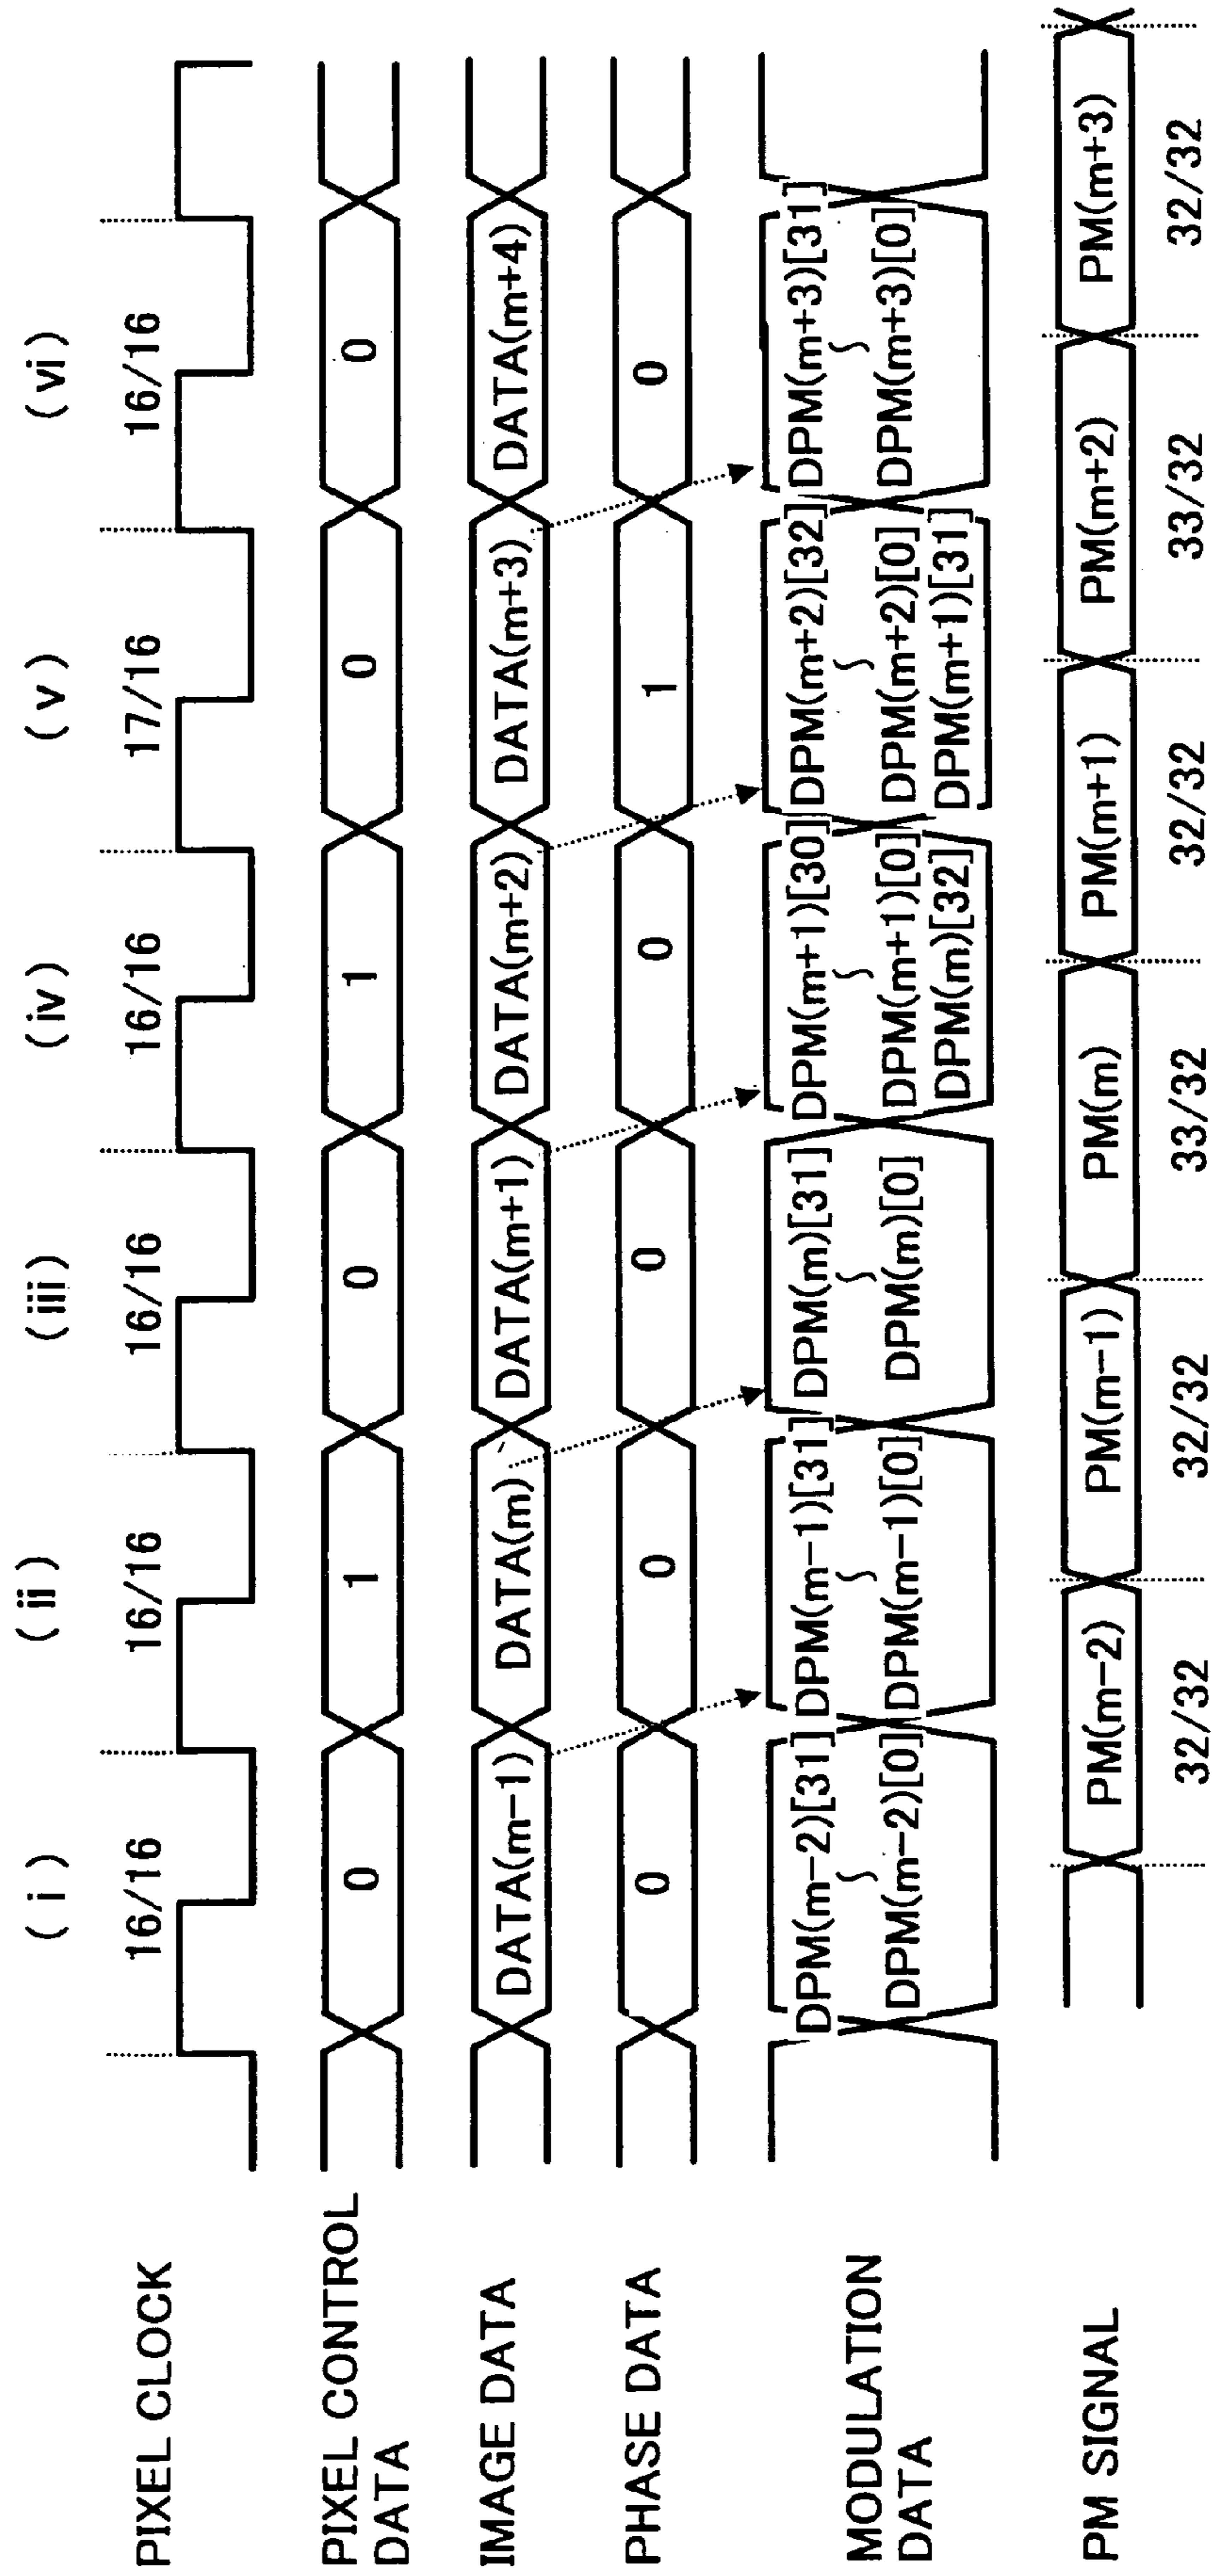 ( i ) ( ii ) ( iii ) ( iv ) ( v ) ( vi )
PIXEL CLOCK 16/16 16/16 16/16 16/16 17/16 16/16
PIXEL CONTROL
DATA
0 1 0 1 0 0
IMAGE DATA DATA(m−1) DATA(m) DATA(m+1) DATA(m+2) DATA(m+3) DATA(m+4)
PHASE DATA 0 0 0 0 1 0
MODULATION
DATA
DPM(m−2)[31] DPM(m−1)[31] DPM(m)[31] DPM(m+1)[30] DPM(m+2)[32] DPM(m+3)[31]
DPM(m−2)[0] DPM(m−1)[0] DPM(m)[0] DPM(m+1)[0] DPM(m+2)[0] DPM(m+3)[0]
DPM(m)[32] DPM(m+1)[31]
PM SIGNAL PM(m−2) PM(m−1) PM(m) PM(m+1) PM(m+2) PM(m+3)
32/32 32/32 33/32 32/32 33/32 32/32